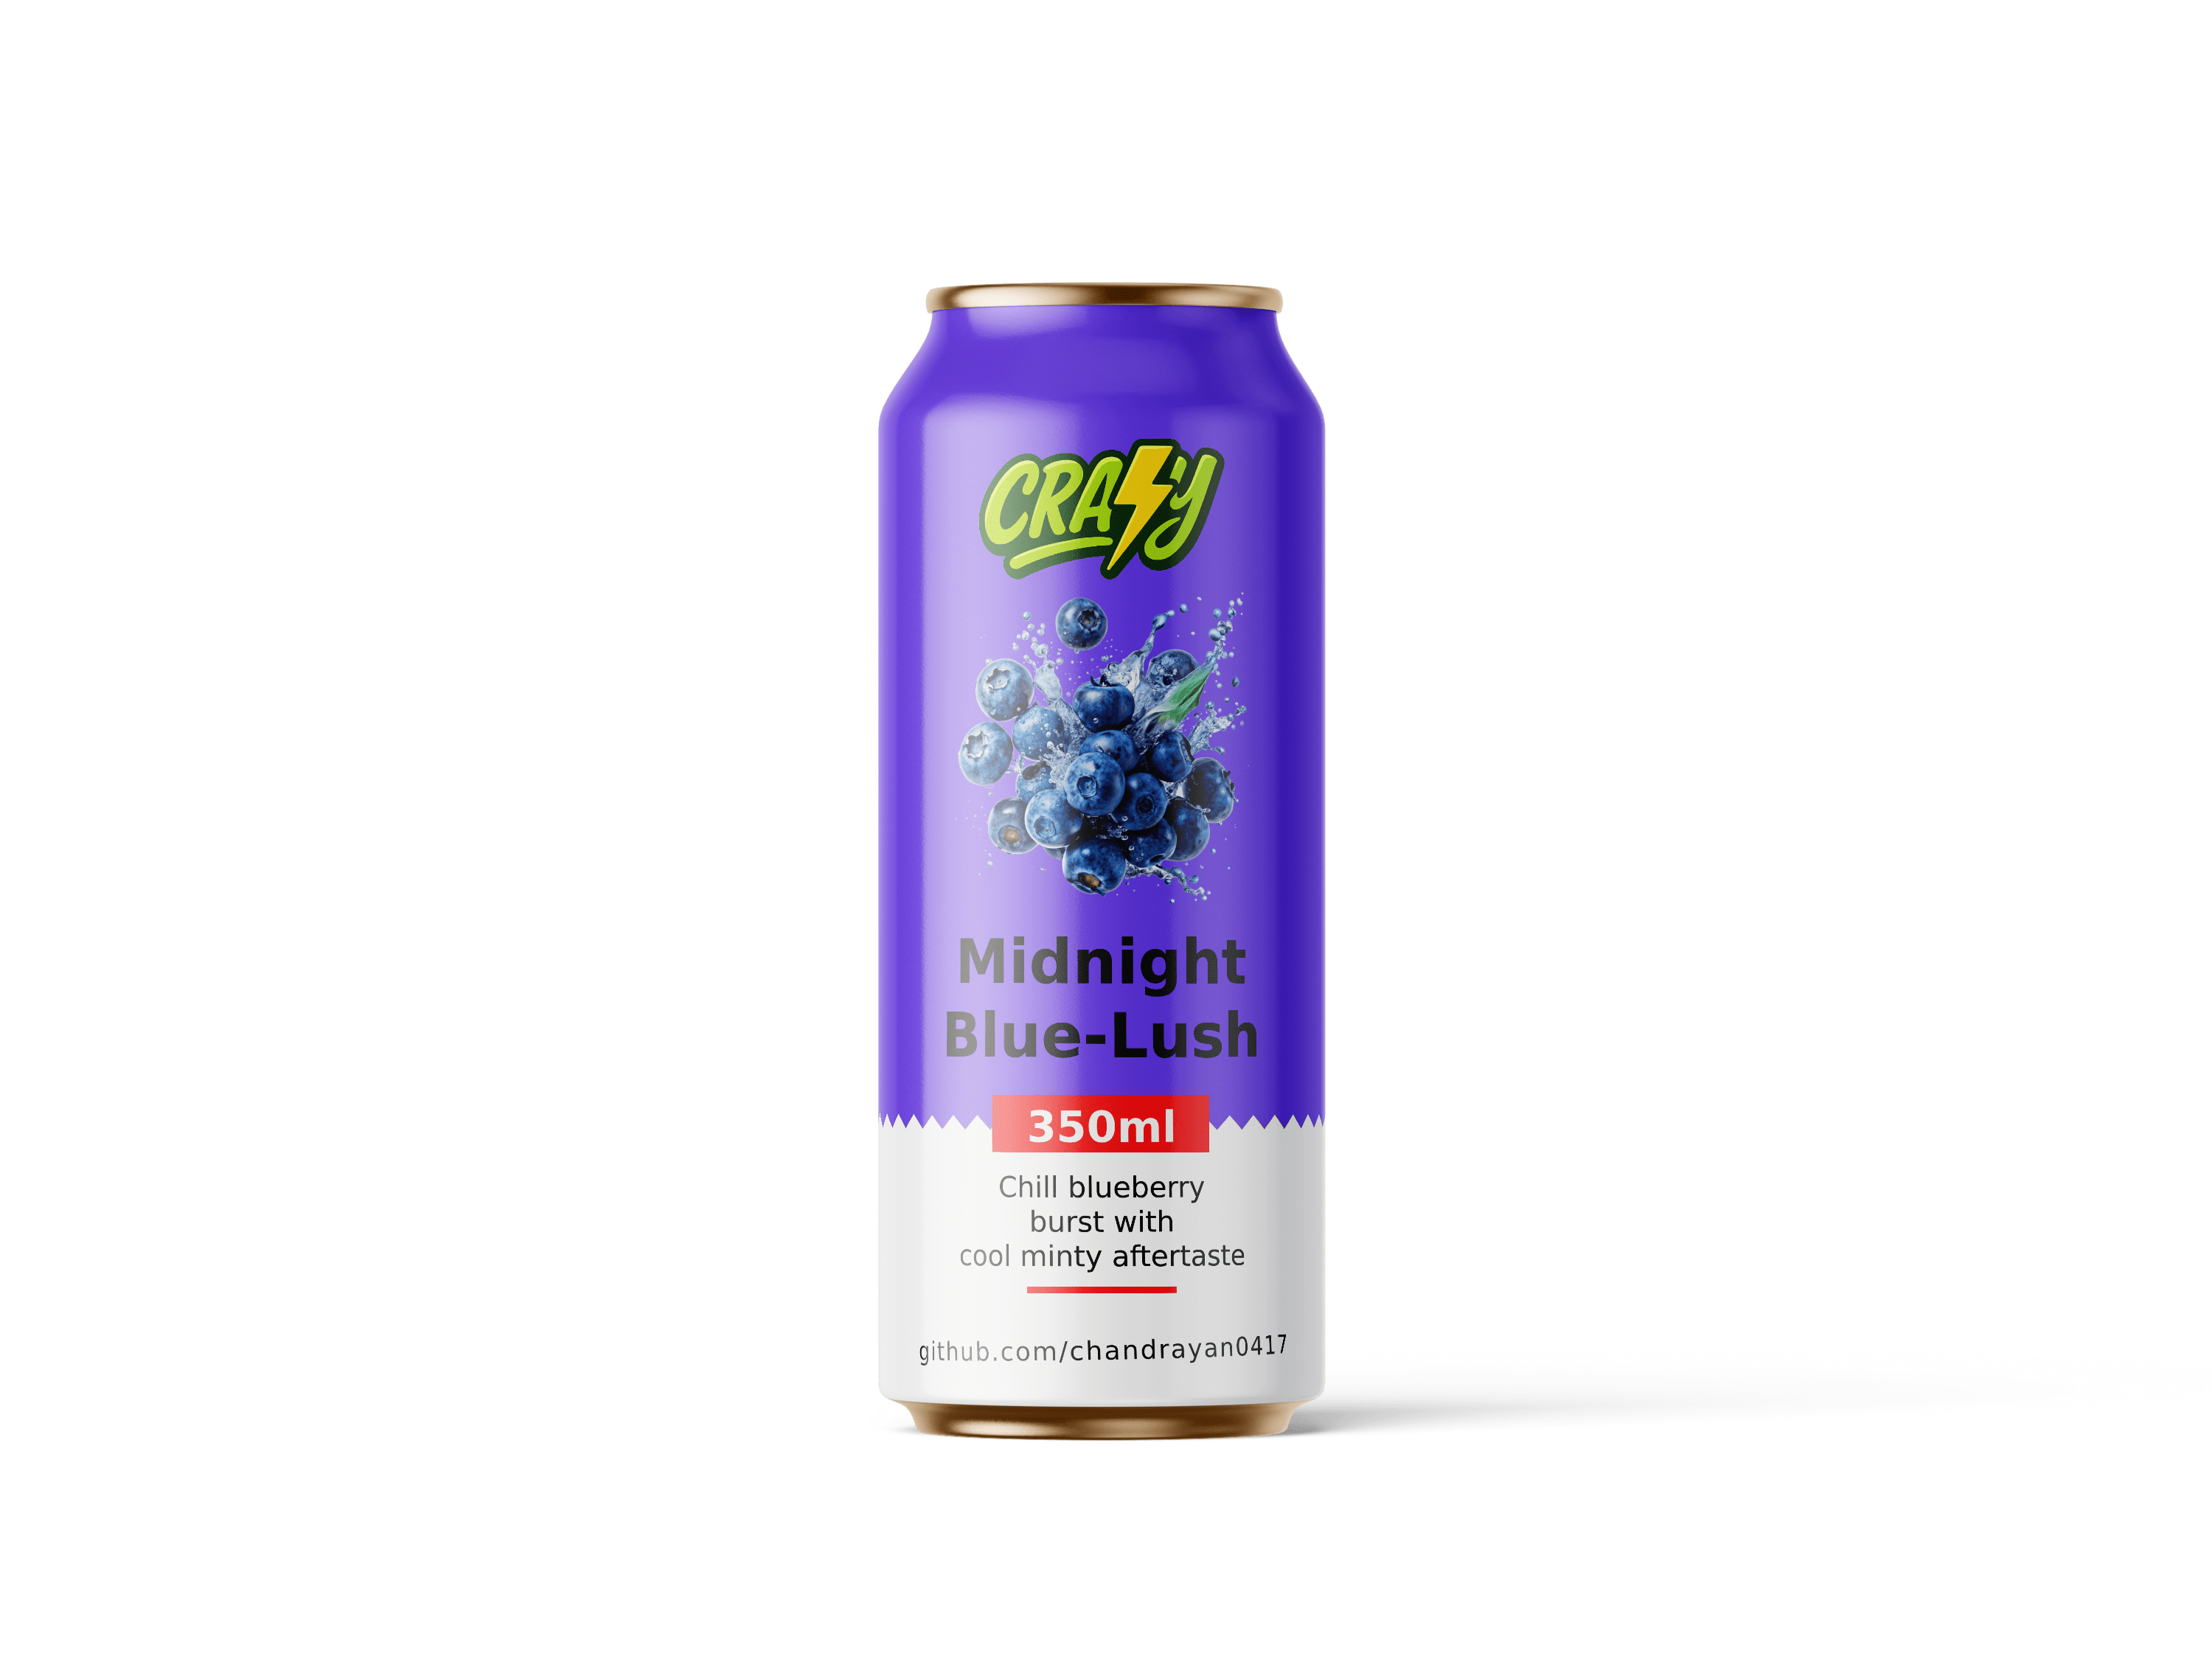 CRAZY
Midnight
Blue-Lush
350ml
Chill blueberry
burst with
cool minty aftertaste
github.com/chandrayan0417